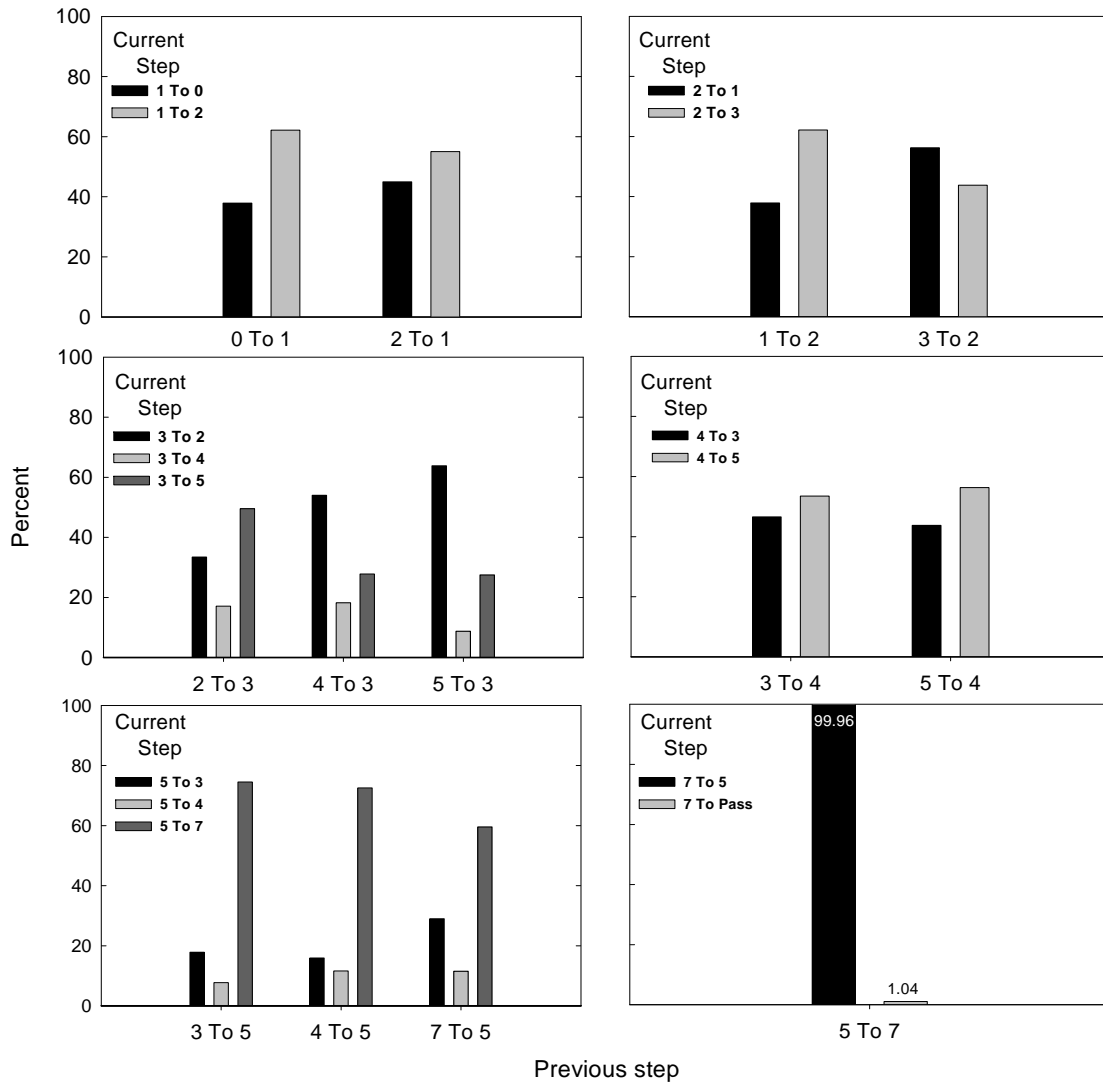 100
80
60
40
20
0
Current
Step
1 To 0
1 To 2
0 To 1
2 To 1
Current
Step
2 To 1
2 To 3
1 To 2
3 To 2
Percent
100
80
60
40
20
0
Current
Step
3 To 2
3 To 4
3 To 5
2 To 3
4 To 3
5 To 3
Current
Step
4 To 3
4 To 5
3 To 4
5 To 4
100
80
60
40
20
0
Current
Step
5 To 3
5 To 4
5 To 7
3 To 5
4 To 5
7 To 5
Current
Step
7 To 5
7 To Pass
99.96
1.04
5 To 7
Previous step